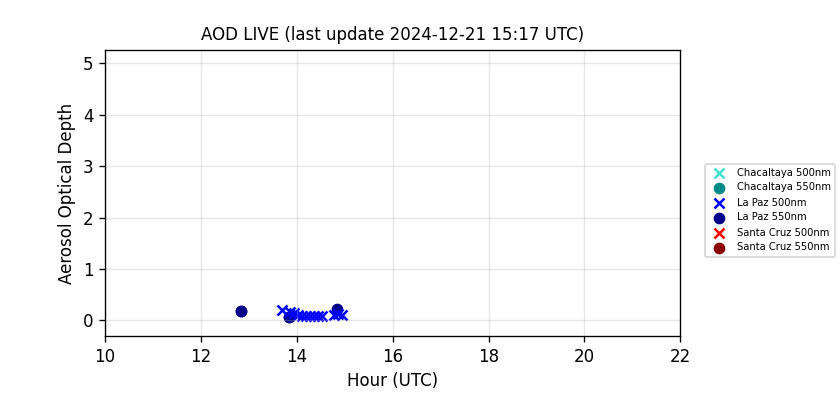 AOD LIVE (last update 2024-12-21 15:17 UTC)
5
4
3
2
1
0
Aerosol Optical Depth
10 12 14 16 18 20 22
Hour (UTC)
Chacaltaya 500nm
Chacaltaya 550nm
La Paz 500nm
La Paz 550nm
Santa Cruz 500nm
Santa Cruz 550nm